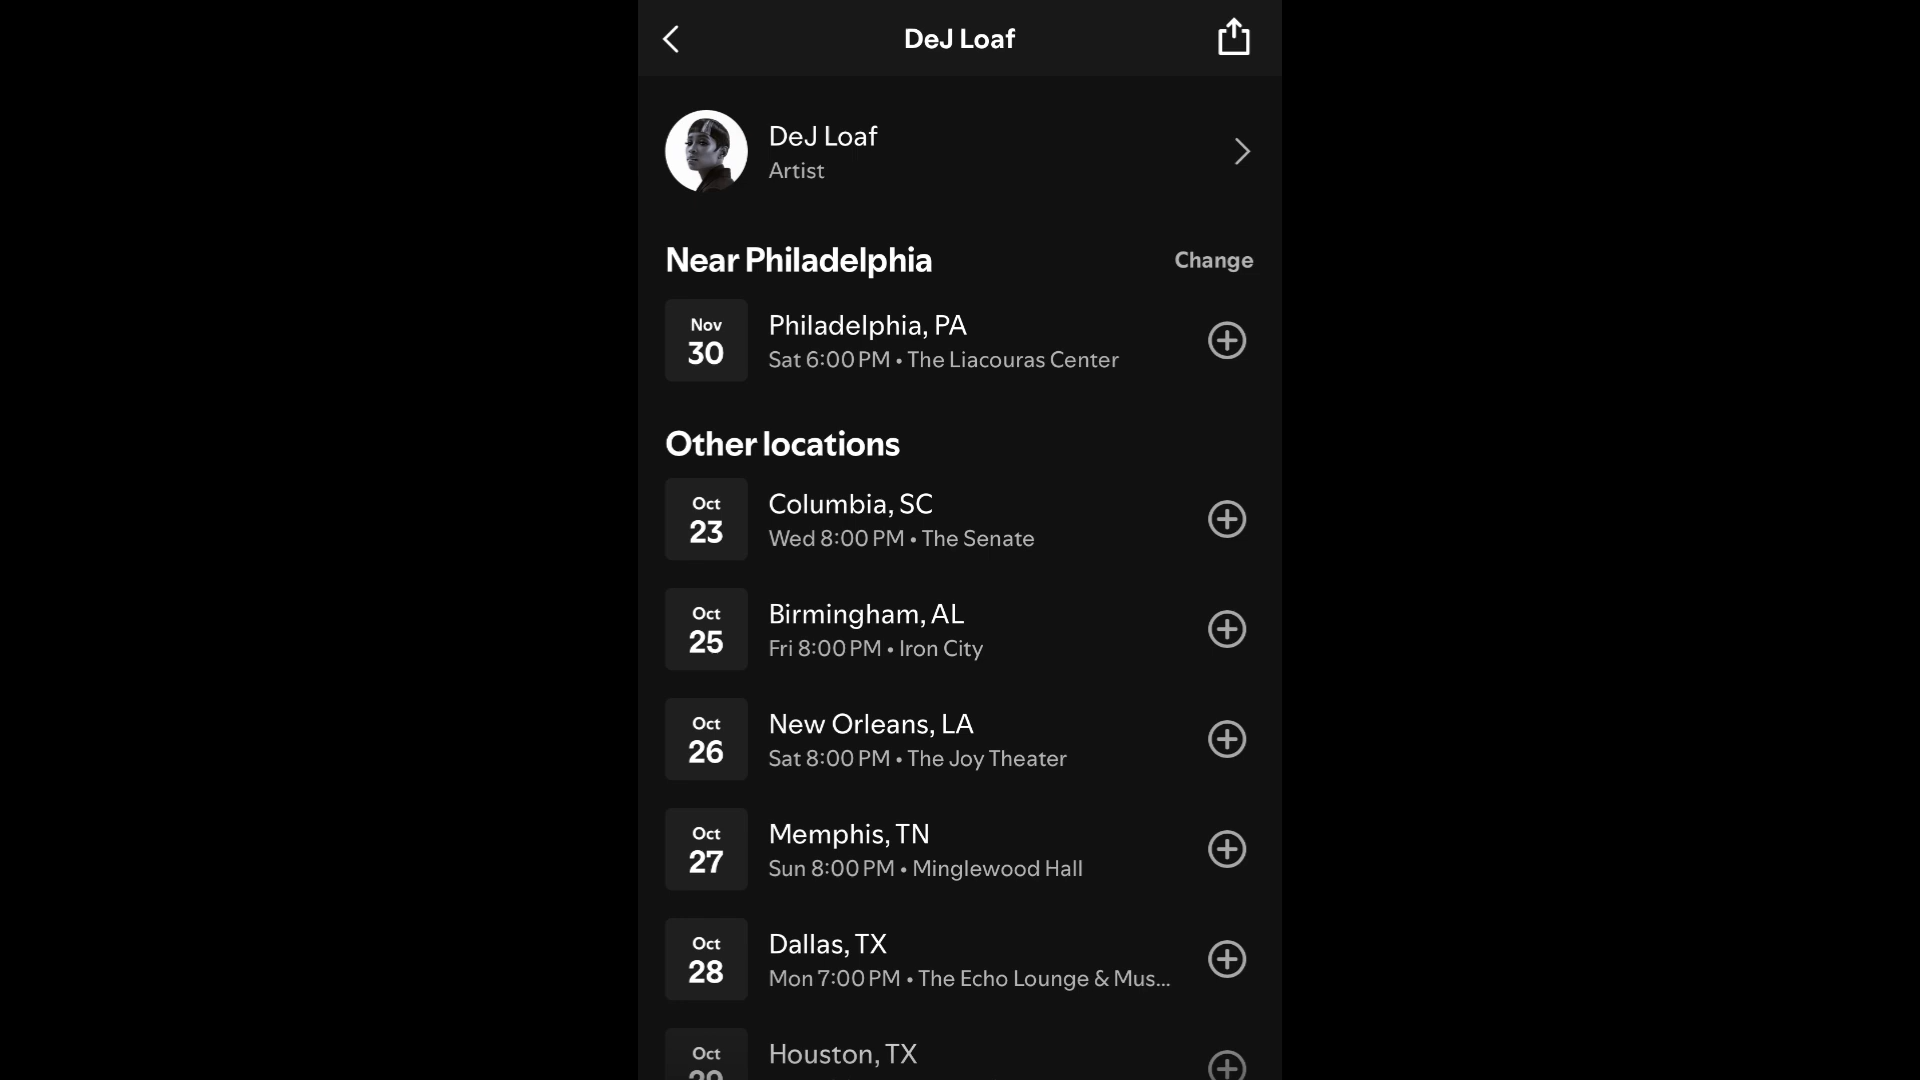 DeJ Loaf
DeJ Loaf
Artist
Near Philadelphia
Change
Nov
30
Philadelphia, PA
Sat 6:00 PM • The Liacouras Center
Other locations
Oct
23
Columbia, SC
Wed 8:00 PM • The Senate
Oct
25
Birmingham, AL
Fri 8:00 PM • Iron City
Oct
26
New Orleans, LA
Sat 8:00 PM • The Joy Theater
Oct
27
Memphis, TN
Sun 8:00 PM • Minglewood Hall
Oct
28
Dallas, TX
Mon 7:00 PM • The Echo Lounge & Mus...
Oct
29
Houston, TX